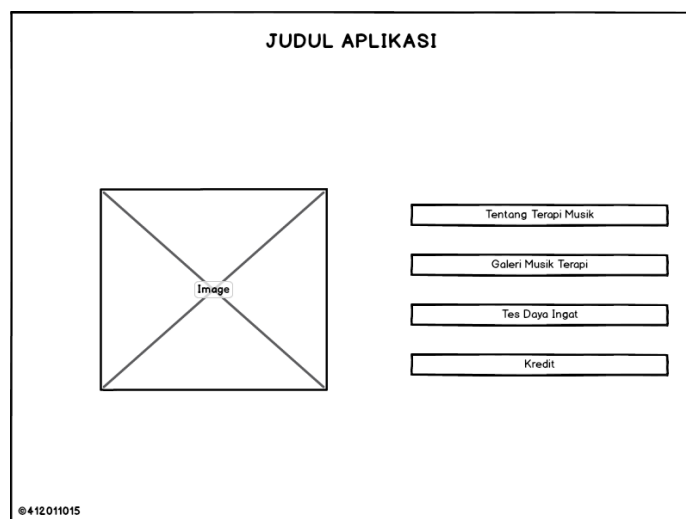 JUDUL APLIKASI
Image
Tentang Terapi Musik
Galeri Musik Terapi
Tes Daya Ingat
Kredit
©412011015